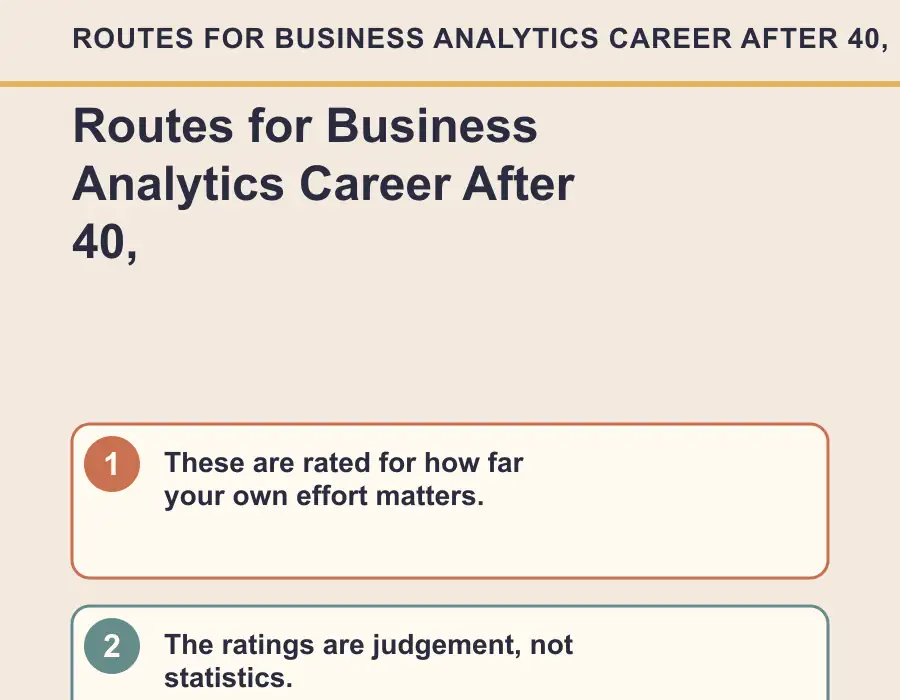 ROUTES FOR BUSINESS ANALYTICS CAREER AFTER 40,
Routes for Business
Analytics Career After
40,
1
These are rated for how far
your own effort matters.
2
The ratings are judgement, not
statistics.